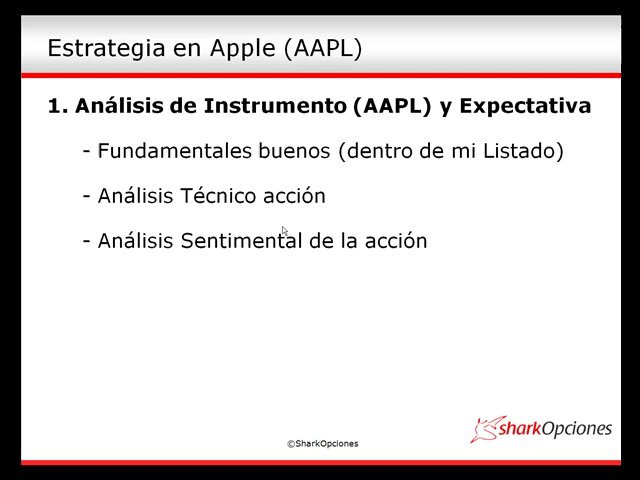 Estrategia en Apple (AAPL)
1. Análisis de Instrumento (AAPL) y Expectativa
- Fundamentales buenos (dentro de mi Listado)
- Análisis Técnico acción
- Análisis Sentimental de la acción
sharkOpciones
©SharkOpciones